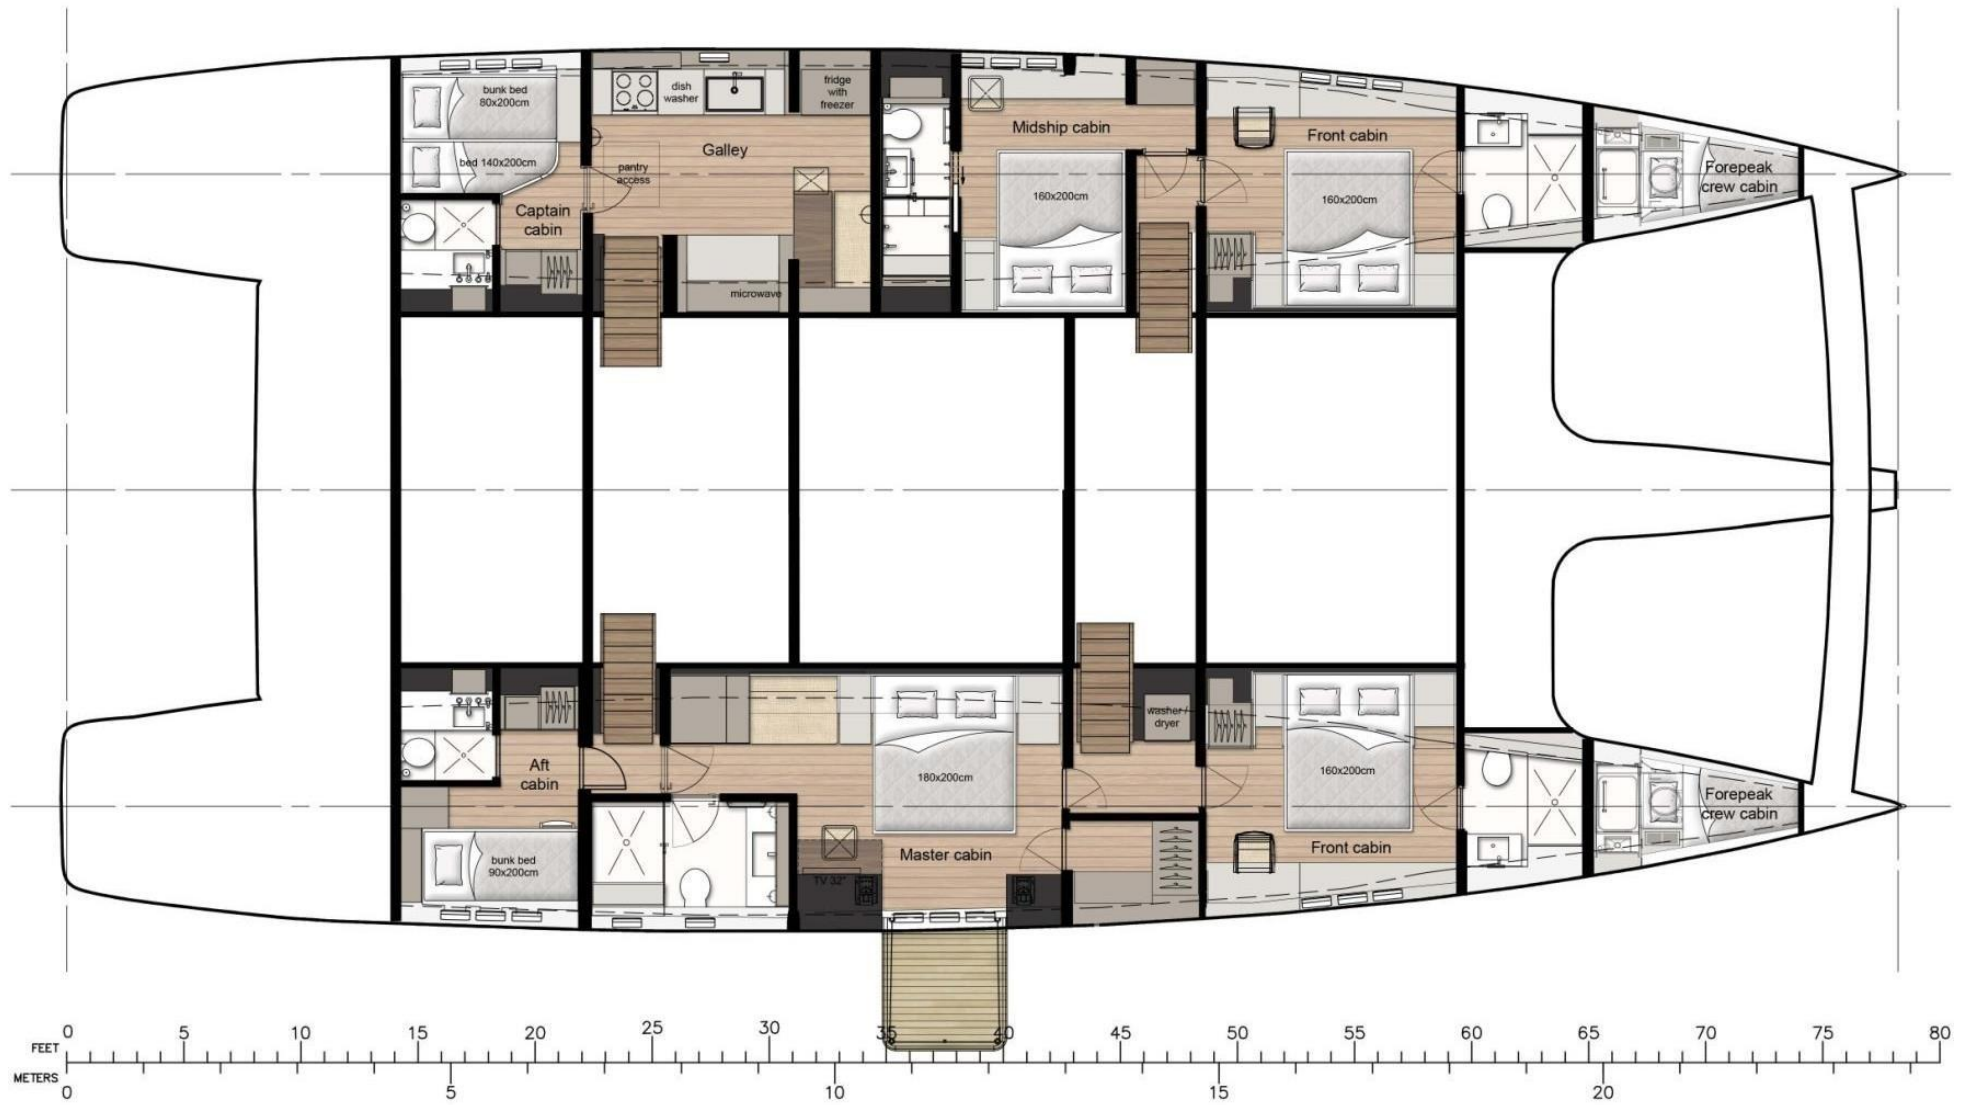 bunk bed
80x200cm
bed 140x200cm
Captain
cabin
dish
washer
fridge
with
freezer
Galley
pantry
access
microwave
Midship cabin
160x200cm
Front cabin
160x200cm
Forepeak
crew cabin
Aft
cabin
bunk bed
90x200cm
180x200cm
Master cabin
TV 32"
washer /
dryer
160x200cm
Front cabin
Forepeak
crew cabin
0 5 10 15 20 25 30 35 40 45 50 55 60 65 70 75 80
FEET
METERS
0 5 10 15 20